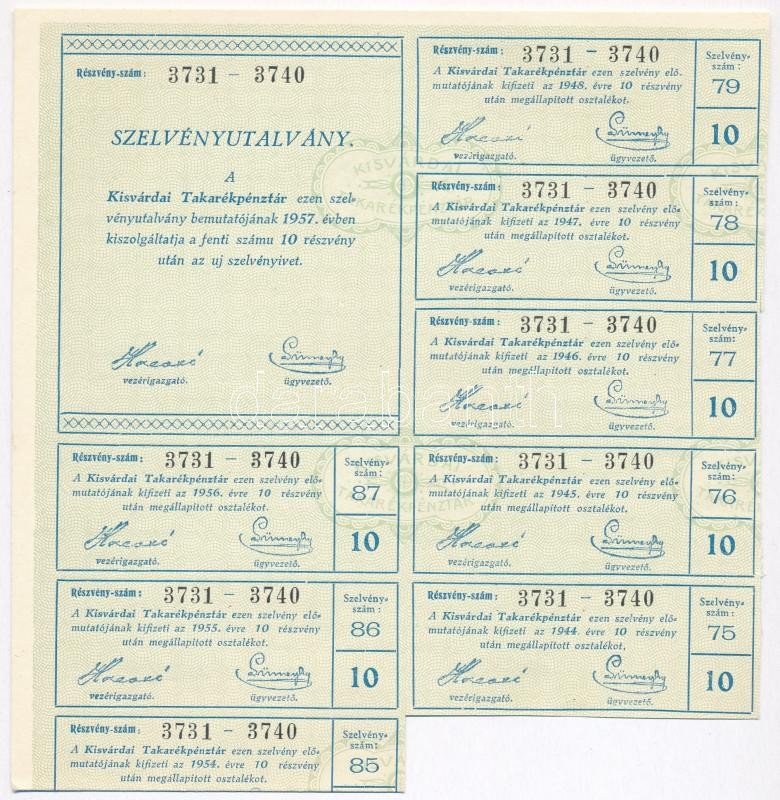 Részvény-szám: 3731 – 3740
SZELVÉNYUTALVÁNY.
A
Kisvárdai Takarékpénztár ezen szel-
vényutalvány bemutatójának 1957. évben
kiszolgáltatja a fenti számu 10 részvény
után az uj szelvényivet.
vezérigazgató. ügyvezető.
Részvény-szám: 3731 – 3740
A Kisvárdai Takarékpénztár ezen szelvény elő-
mutatójának kifizeti az 1956. évre 10 részvény
után megállapitott osztalékot.
vezérigazgató. ügyvezető.
Szelvény-
szám:
87
10
Részvény-szám: 3731 – 3740
A Kisvárdai Takarékpénztár ezen szelvény elő-
mutatójának kifizeti az 1955. évre 10 részvény
után megállapitott osztalékot.
vezérigazgató. ügyvezető.
Szelvény-
szám:
86
10
Részvény-szám: 3731 – 3740
A Kisvárdai Takarékpénztár ezen szelvény elő-
mutatójának kifizeti az 1954. évre 10 részvény
után megállapitott osztalékot.
Szelvény-
szám:
85
Részvény-szám: 3731 – 3740
A Kisvárdai Takarékpénztár ezen szelvény elő-
mutatójának kifizeti az 1948. évre 10 részvény
után megállapitott osztalékot.
vezérigazgató. ügyvezető.
Szelvény-
szám:
79
10
Részvény-szám: 3731 – 3740
A Kisvárdai Takarékpénztár ezen szelvény elő-
mutatójának kifizeti az 1947. évre 10 részvény
után megállapitott osztalékot.
vezérigazgató. ügyvezető.
Szelvény-
szám:
78
10
Részvény-szám: 3731 – 3740
A Kisvárdai Takarékpénztár ezen szelvény elő-
mutatójának kifizeti az 1946. évre 10 részvény
után megállapitott osztalékot.
vezérigazgató. ügyvezető.
Szelvény-
szám:
77
10
Részvény-szám: 3731 – 3740
A Kisvárdai Takarékpénztár ezen szelvény elő-
mutatójának kifizeti az 1945. évre 10 részvény
után megállapitott osztalékot.
vezérigazgató. ügyvezető.
Szelvény-
szám:
76
10
Részvény-szám: 3731 – 3740
A Kisvárdai Takarékpénztár ezen szelvény elő-
mutatójának kifizeti az 1944. évre 10 részvény
után megállapitott osztalékot.
vezérigazgató. ügyvezető.
Szelvény-
szám:
75
10
KISVÁRDAI
TAKARÉKPÉNZTÁR